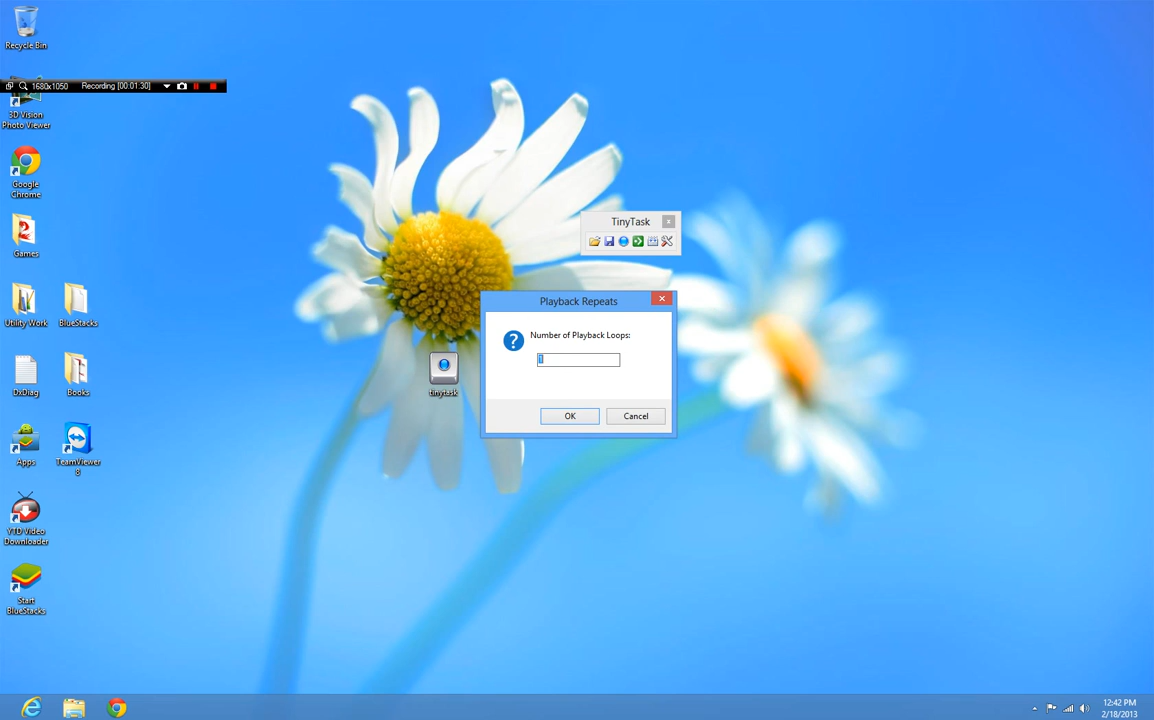 Recycle Bin
1680x1050 Recording [00:01:30]
3D Vision
Photo Viewer
Google
Chrome
Games
Utility Work
BlueStacks
DxDiag
Books
Apps
TeamViewer
8
YTD Video
Downloader
Start
BlueStacks
tinytask
TinyTask
x
Playback Repeats
Number of Playback Loops:
1
OK
Cancel
12:42 PM
2/18/2013